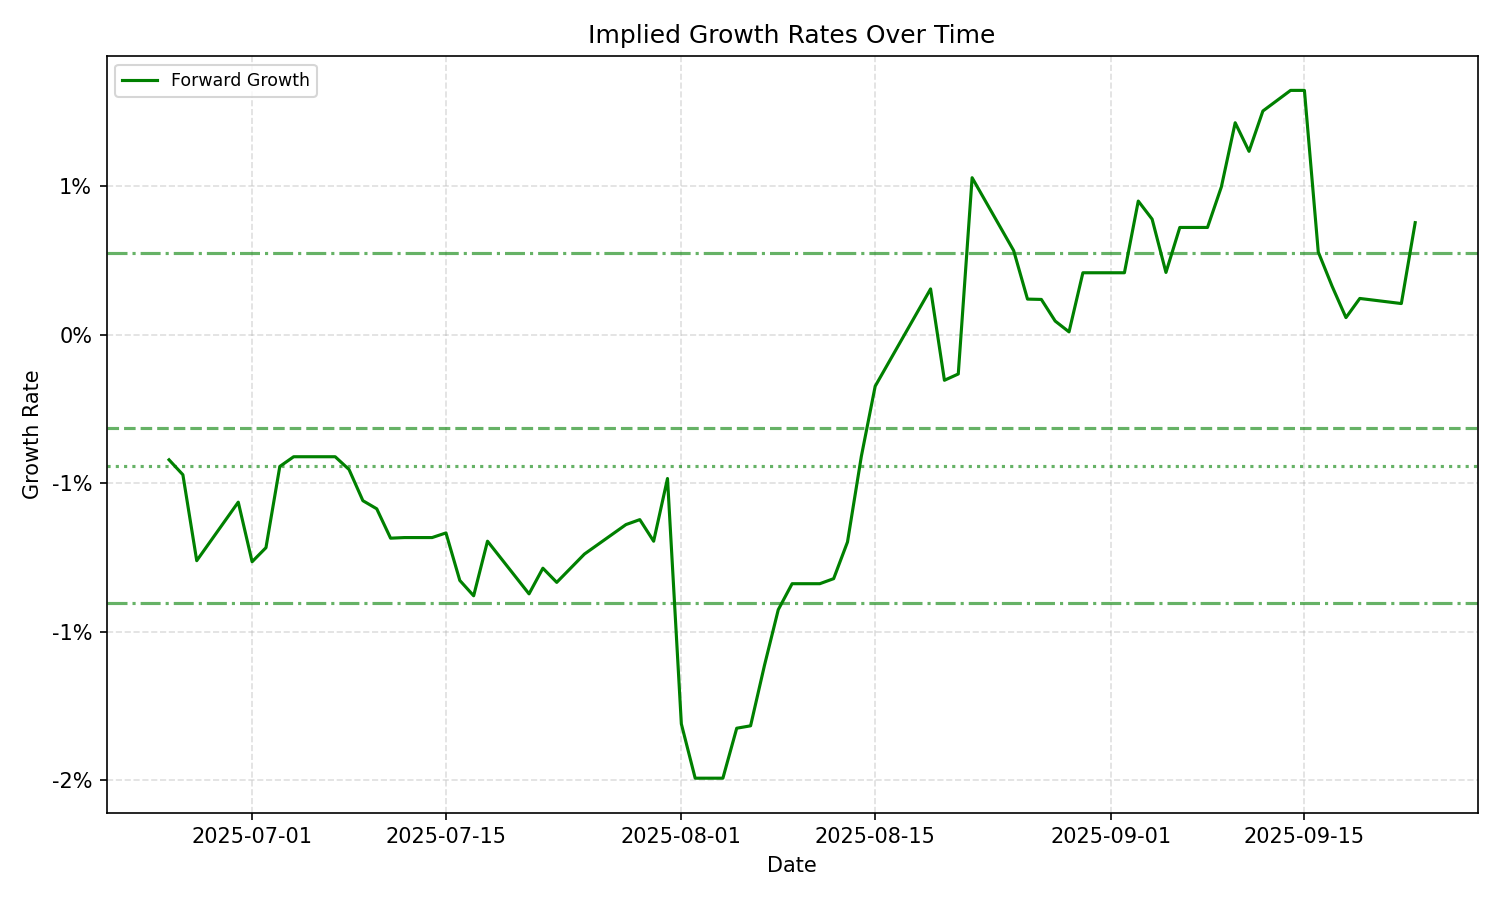 Implied Growth Rates Over Time
Forward Growth
Growth Rate
1%
0%
-1%
-1%
-2%
2025-07-01
2025-07-15
2025-08-01
2025-08-15
2025-09-01
2025-09-15
Date